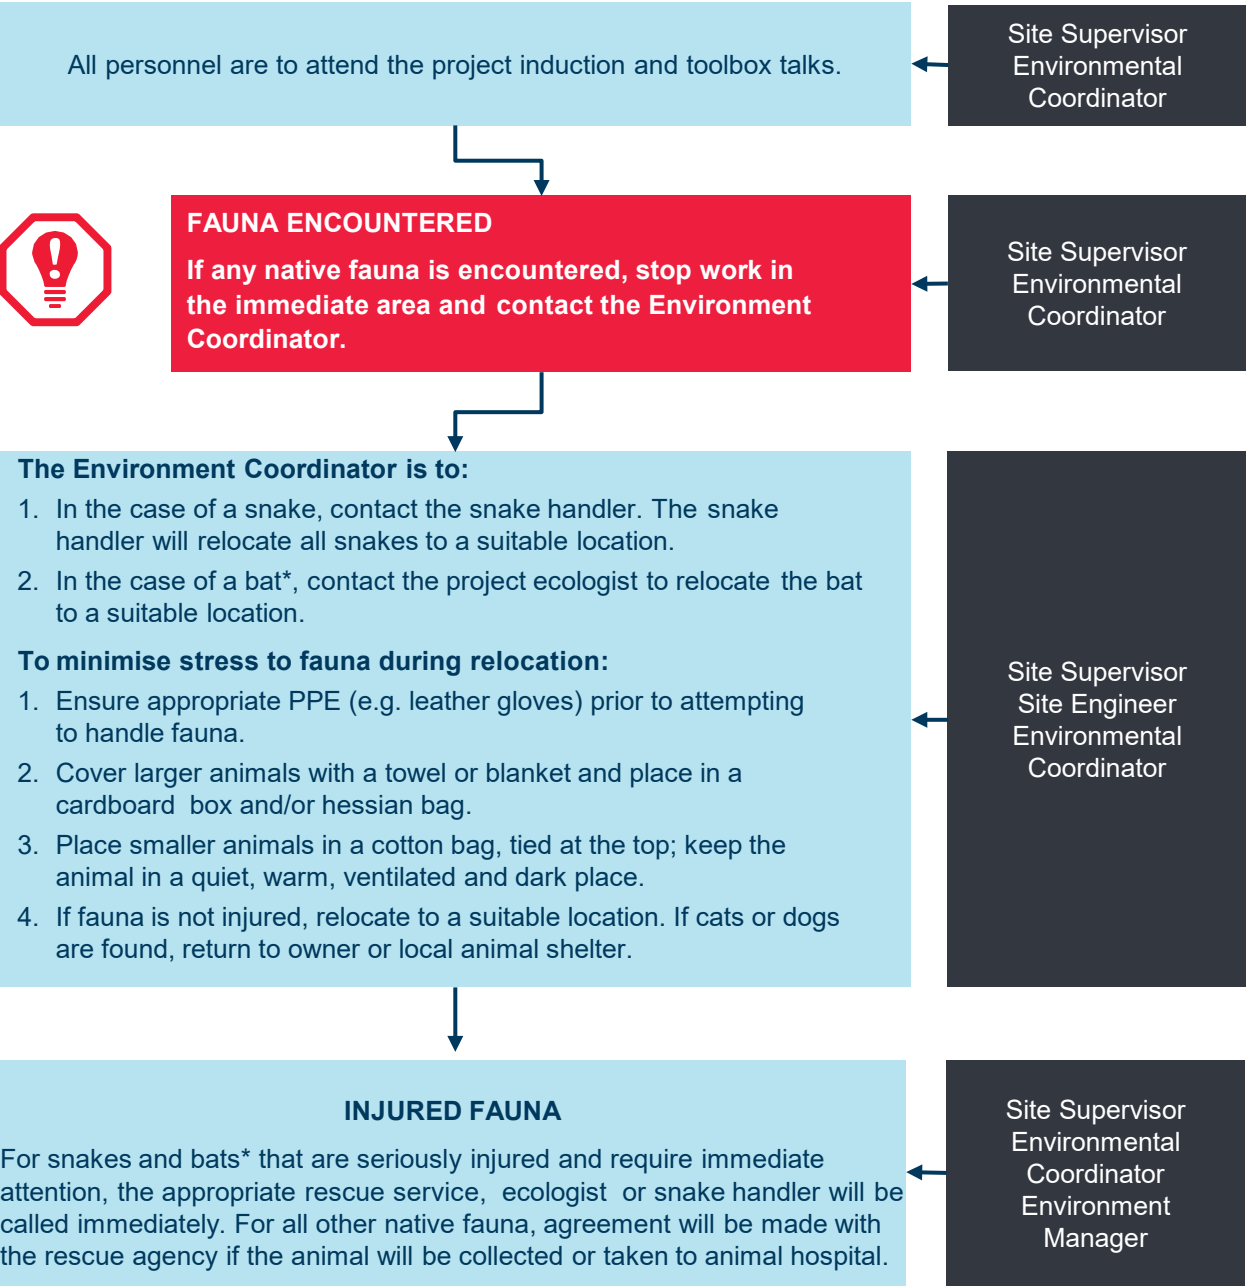 All personnel are to attend the project induction and toolbox talks.
Site Supervisor
Environmental
Coordinator
FAUNA ENCOUNTERED
If any native fauna is encountered, stop work in
the immediate area and contact the Environment
Coordinator.
Site Supervisor
Environmental
Coordinator
The Environment Coordinator is to:
1. In the case of a snake, contact the snake handler. The snake
handler will relocate all snakes to a suitable location.
2. In the case of a bat*, contact the project ecologist to relocate the bat
to a suitable location.
To minimise stress to fauna during relocation:
1. Ensure appropriate PPE (e.g. leather gloves) prior to attempting
to handle fauna.
2. Cover larger animals with a towel or blanket and place in a
cardboard box and/or hessian bag.
3. Place smaller animals in a cotton bag, tied at the top; keep the
animal in a quiet, warm, ventilated and dark place.
4. If fauna is not injured, relocate to a suitable location. If cats or dogs
are found, return to owner or local animal shelter.
Site Supervisor
Site Engineer
Environmental
Coordinator
INJURED FAUNA
For snakes and bats* that are seriously injured and require immediate
attention, the appropriate rescue service, ecologist or snake handler will be
called immediately. For all other native fauna, agreement will be made with
the rescue agency if the animal will be collected or taken to animal hospital.
Site Supervisor
Environmental
Coordinator
Environment
Manager